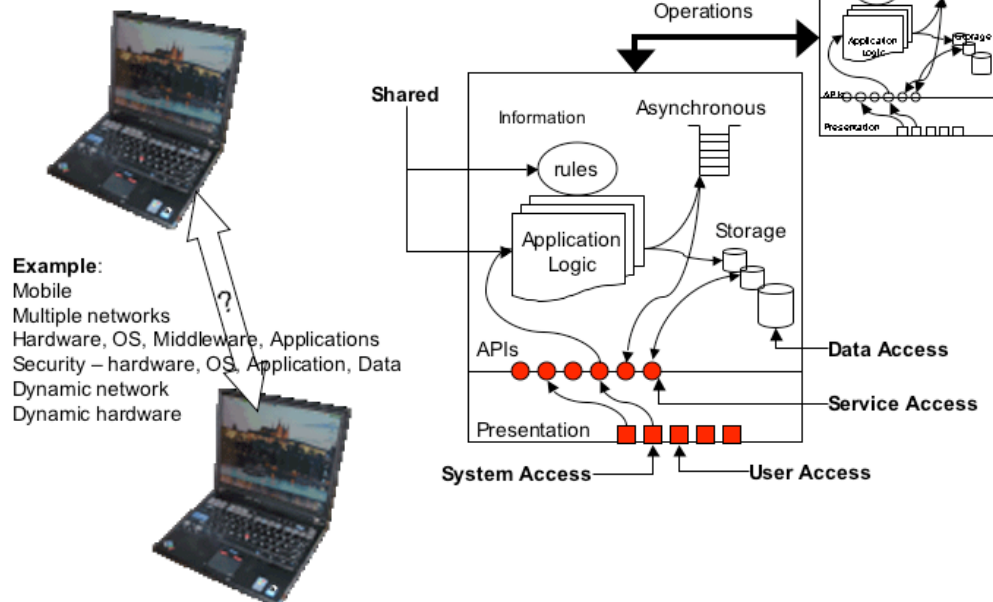 Operations
Shared
Information
Asynchronous
rules
Application
Logic
Storage
APIs
Presentation
Data Access
Service Access
System Access
User Access
Application
Logic
Storage
APIs
Presentation
?
Example:
Mobile
Multiple networks
Hardware, OS, Middleware, Applications
Security – hardware, OS, Application, Data
Dynamic network
Dynamic hardware